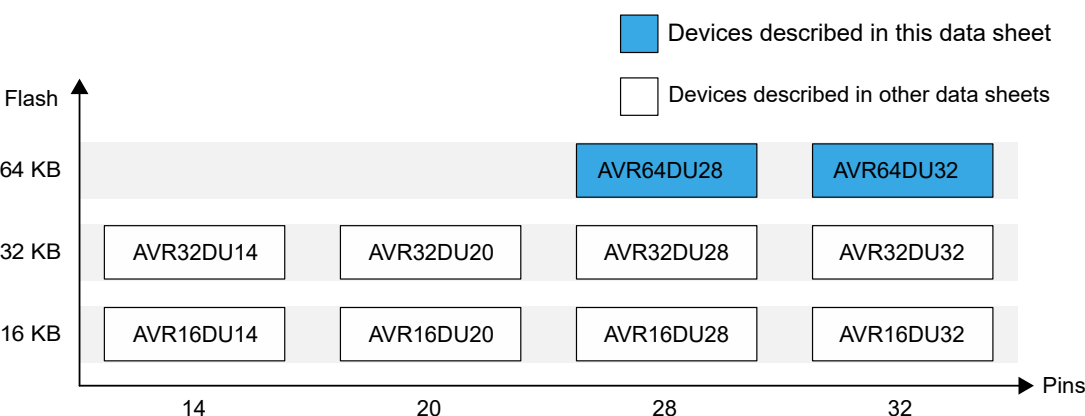 Devices described in this data sheet
Devices described in other data sheets
Flash
64 KB AVR64DU28 AVR64DU32
32 KB AVR32DU14 AVR32DU20 AVR32DU28 AVR32DU32
16 KB AVR16DU14 AVR16DU20 AVR16DU28 AVR16DU32
Pins
14 20 28 32